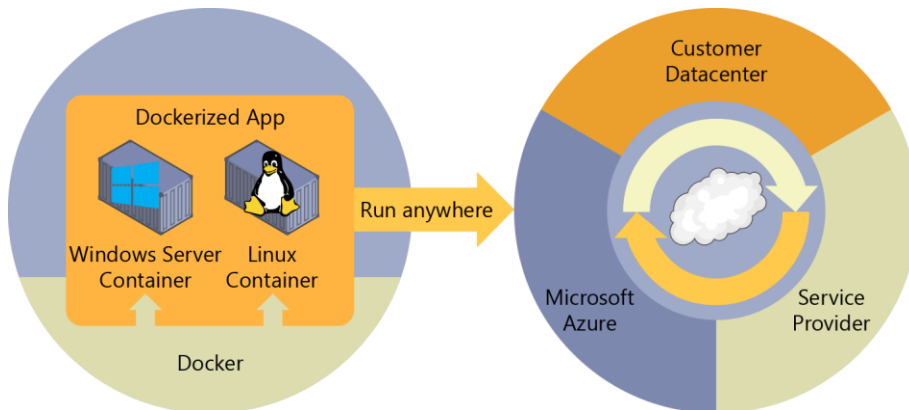 Dockerized App
Windows Server
Container
Linux
Container
Docker
Run anywhere
Customer
Datacenter
Microsoft
Azure
Service
Provider